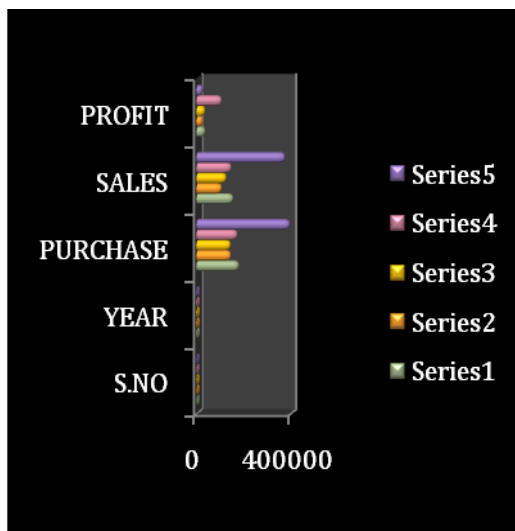 PROFIT
SALES
PURCHASE
YEAR
S.NO
0 400000
Series5
Series4
Series3
Series2
Series1